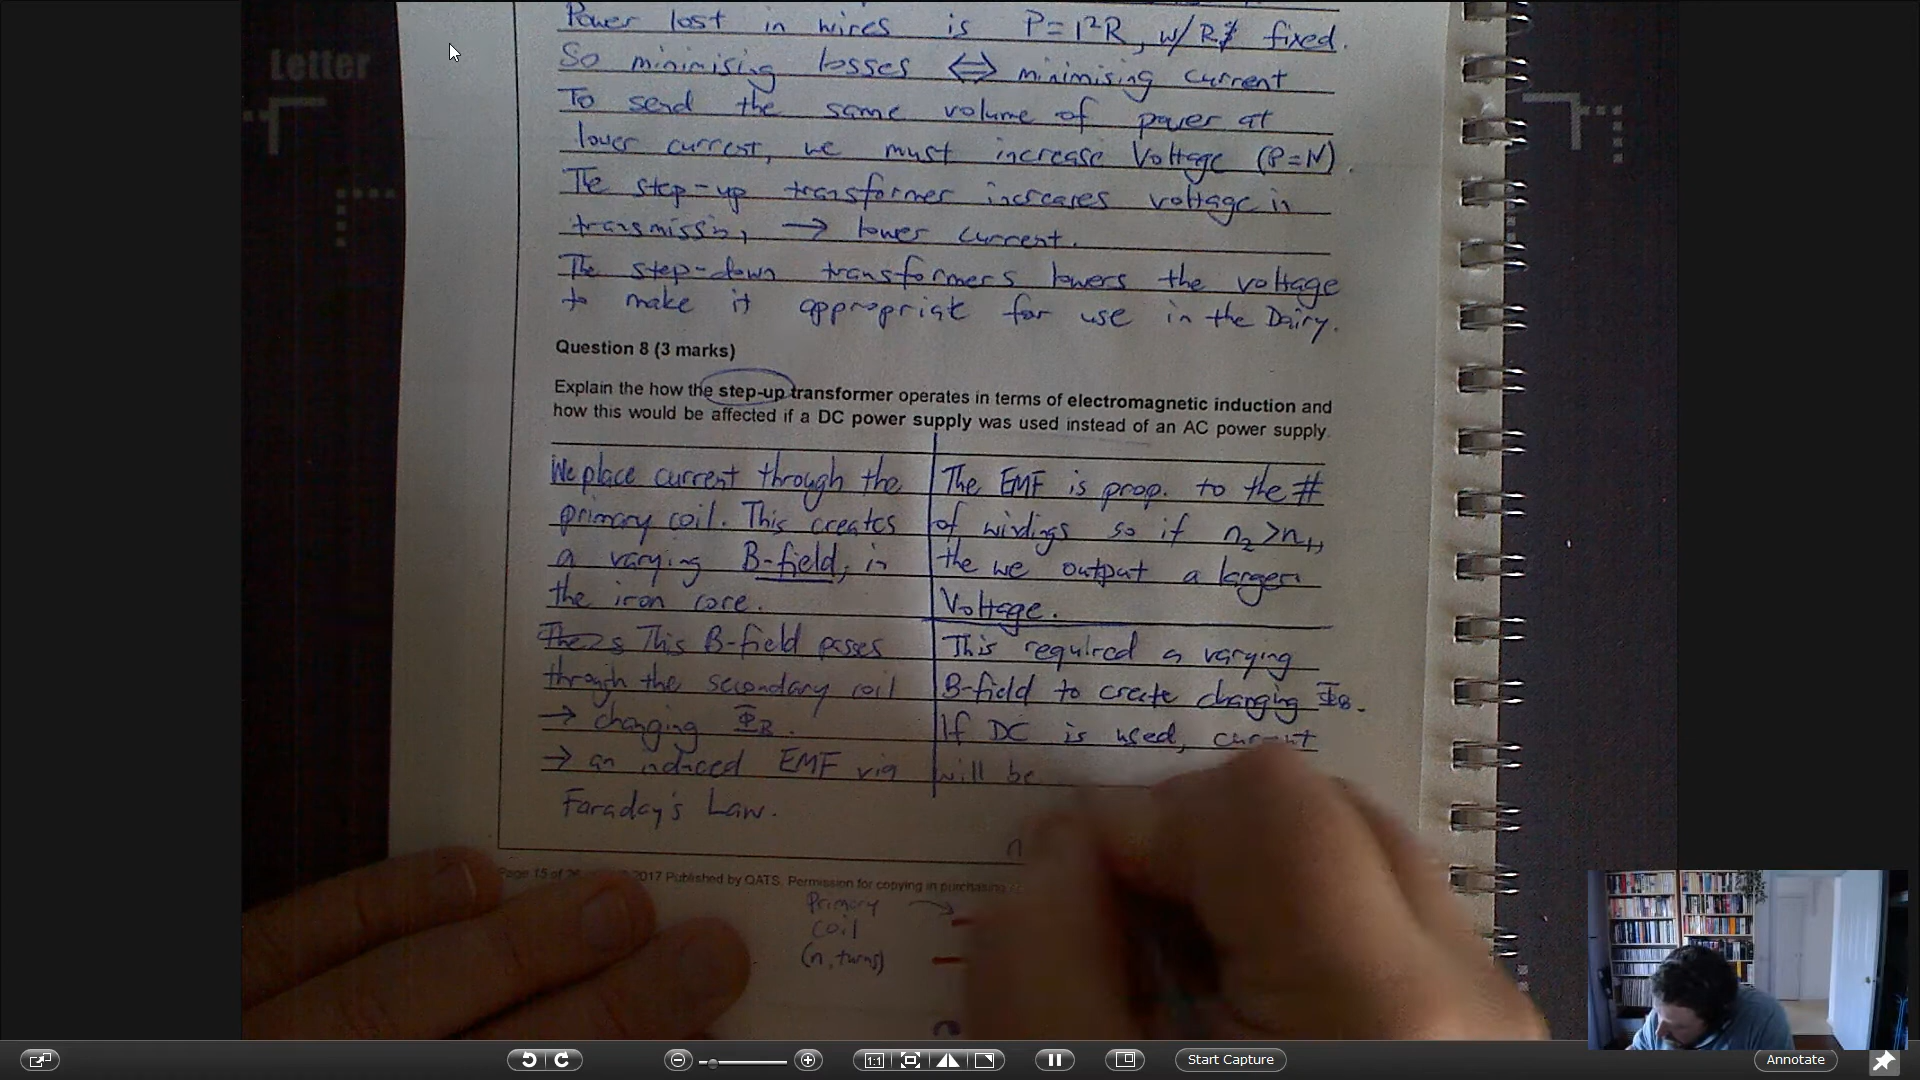 Letter
Power lost in wires is P=I²R, w/ R fixed.
So minimising losses ⇔ minimising current
To send the same volume of power at
lower current, we must increase Voltage (P=IV).
The step-up transformer increases voltage in
transmission, → lower current.
The step-down transformers lowers the voltage
to make it appropriate for use in the Dairy.
Question 8 (3 marks)
Explain the how the step-up transformer operates in terms of electromagnetic induction and
how this would be affected if a DC power supply was used instead of an AC power supply.
We place current through the
primary coil. This creates
a varying B-field, in
the iron core.
This B-field passes
through the secondary coil
→ changing Φ_B.
→ an induced EMF via
Faraday's Law.
The EMF is prop. to the #
of windings so if n₂>n₁,
the we output a larger
Voltage.
This required a varying
B-field to create changing Φ_B.
If DC is used, current
will be
Page 15 of 2017 Published by QATS. Permission for copying in purchasing
Primary
coil
(n, turns)
1:1
Start Capture
Annotate